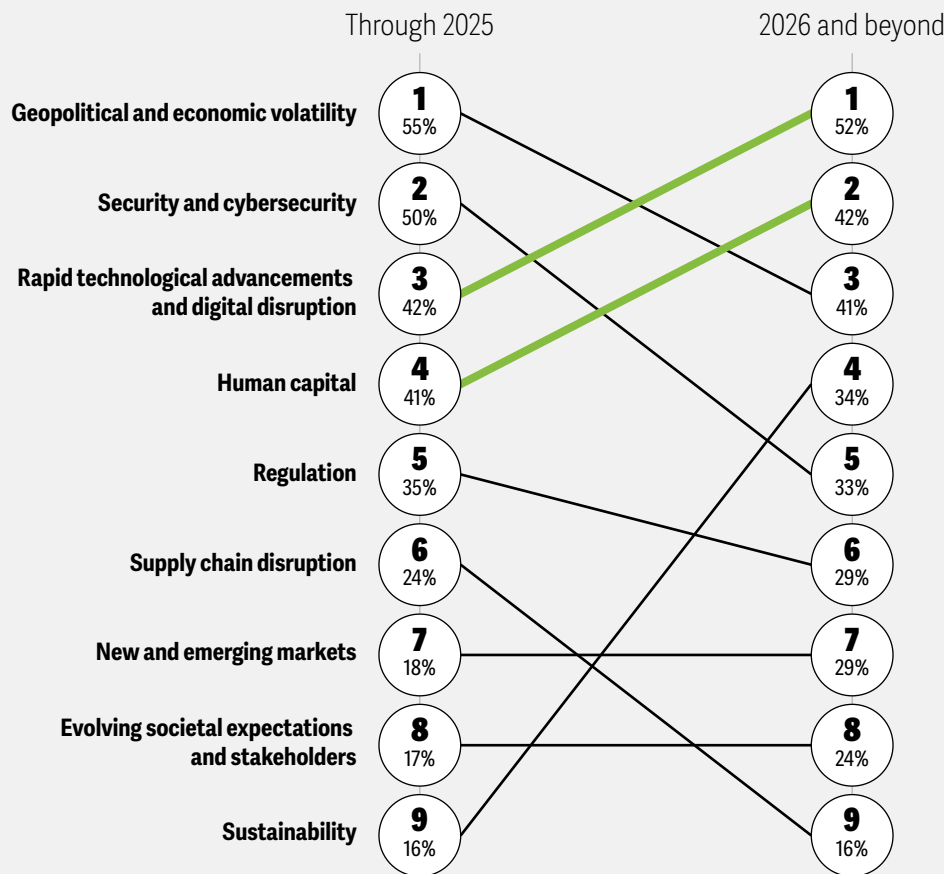 Through 2025
2026 and beyond
Geopolitical and economic volatility
1
55%
1
52%
Security and cybersecurity
2
50%
2
42%
Rapid technological advancements
and digital disruption
3
42%
3
41%
Human capital
4
41%
4
34%
Regulation
5
35%
5
33%
Supply chain disruption
6
24%
6
29%
New and emerging markets
7
18%
7
29%
Evolving societal expectations
and stakeholders
8
17%
8
24%
Sustainability
9
16%
9
16%